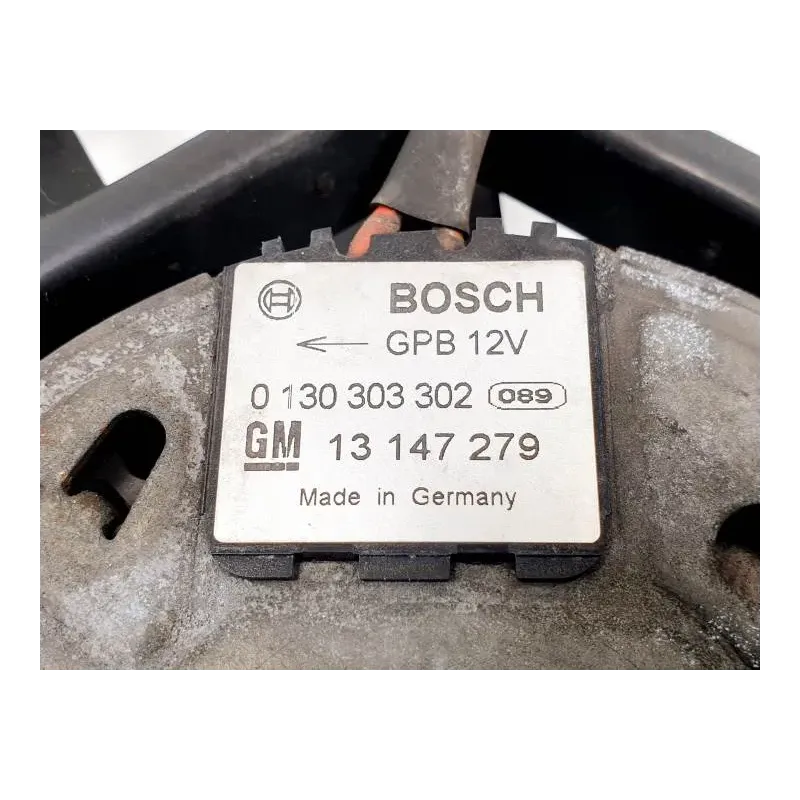 BOSCH
← GPB 12V
0 130 303 302 089
GM 13 147 279
Made in Germany